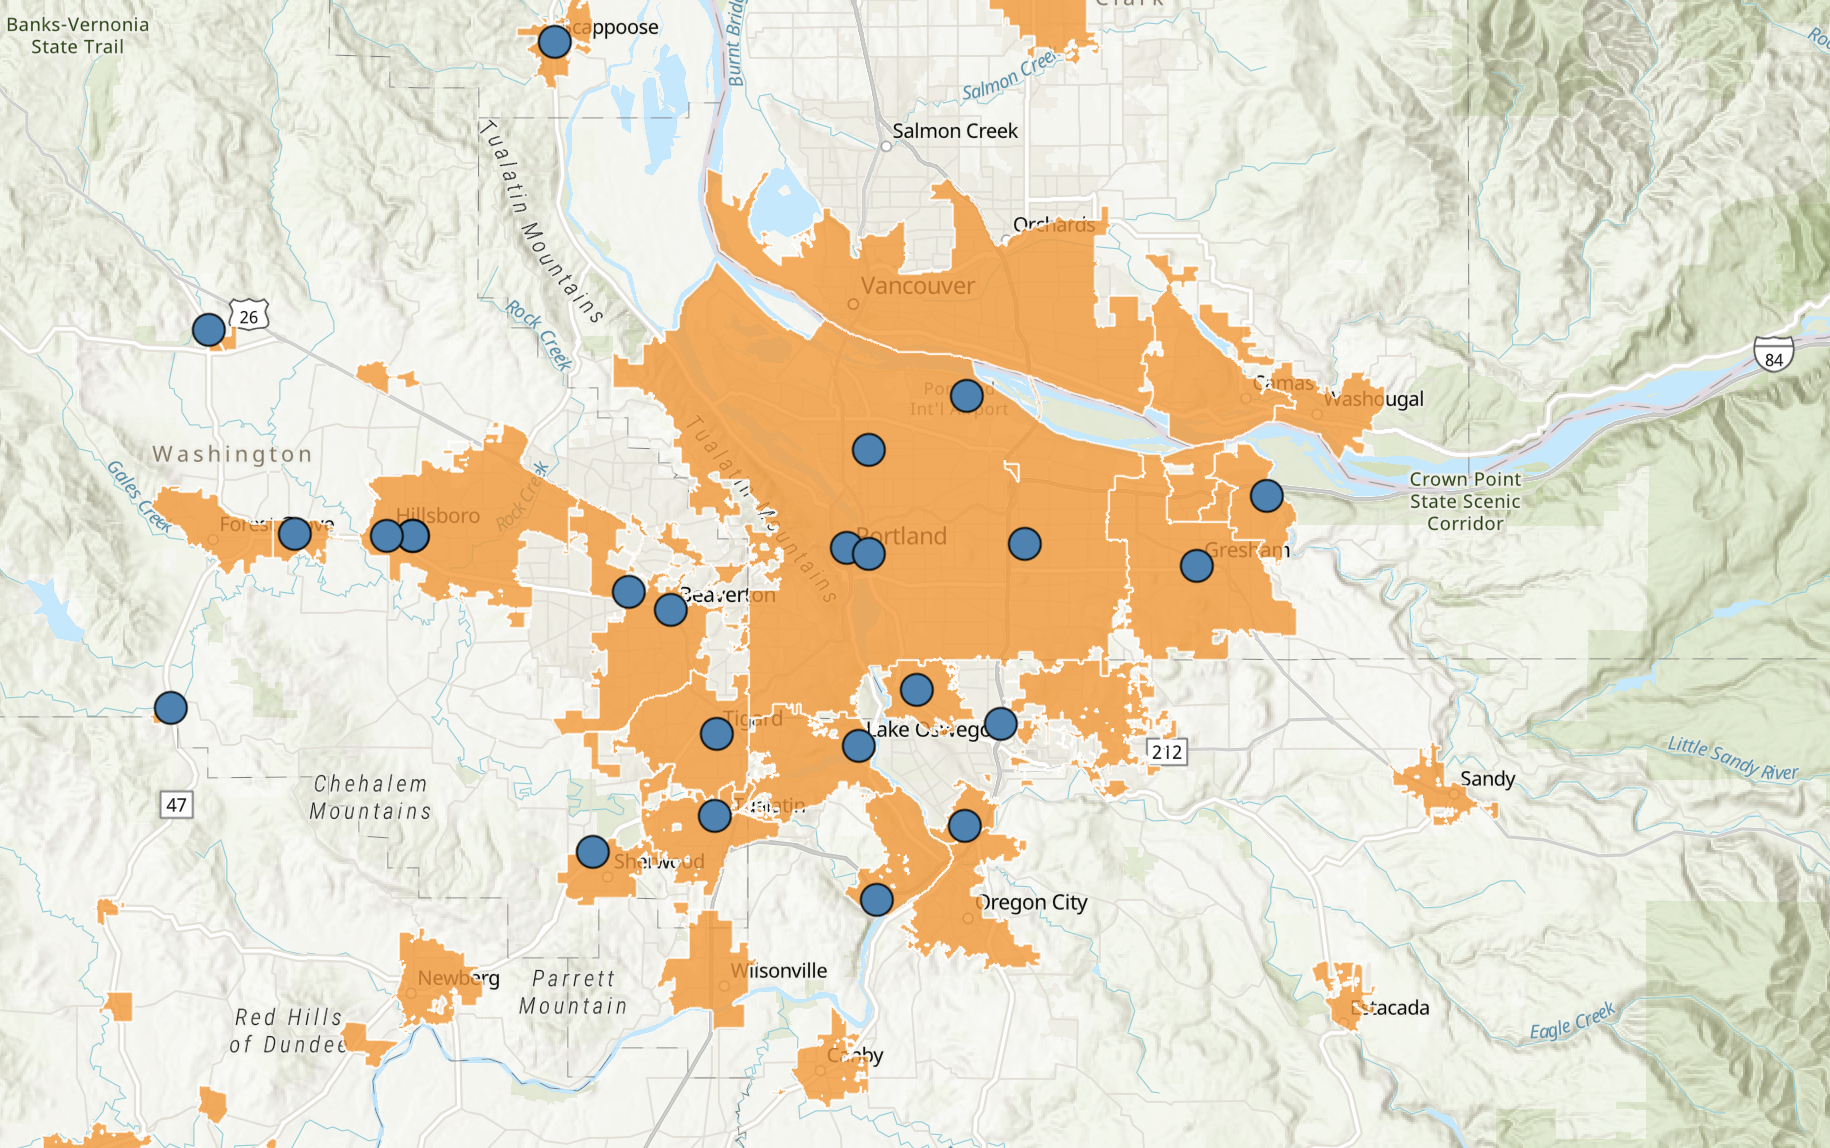 Banks-Vernonia
State Trail
Scappoose
Burnt Bridge
Clark
Salmon Creek
Salmon Creek
Tualatin Mountains
Orchards
Vancouver
26
Rock Creek
84
Camas
Washougal
Portland
Int'l Airport
Washington
Tualatin Mountains
Gales Creek
Rock Creek
Crown Point
State Scenic
Corridor
Forest Grove
Hillsboro
Portland
Gresham
Beaverton
Tigard
Lake Oswego
212
Little Sandy River
Chehalem
Mountains
47
Tualatin
Sandy
Sherwood
Oregon City
Newberg
Parrett
Mountain
Wilsonville
Red Hills
of Dundee
Estacada
Eagle Creek
Canby